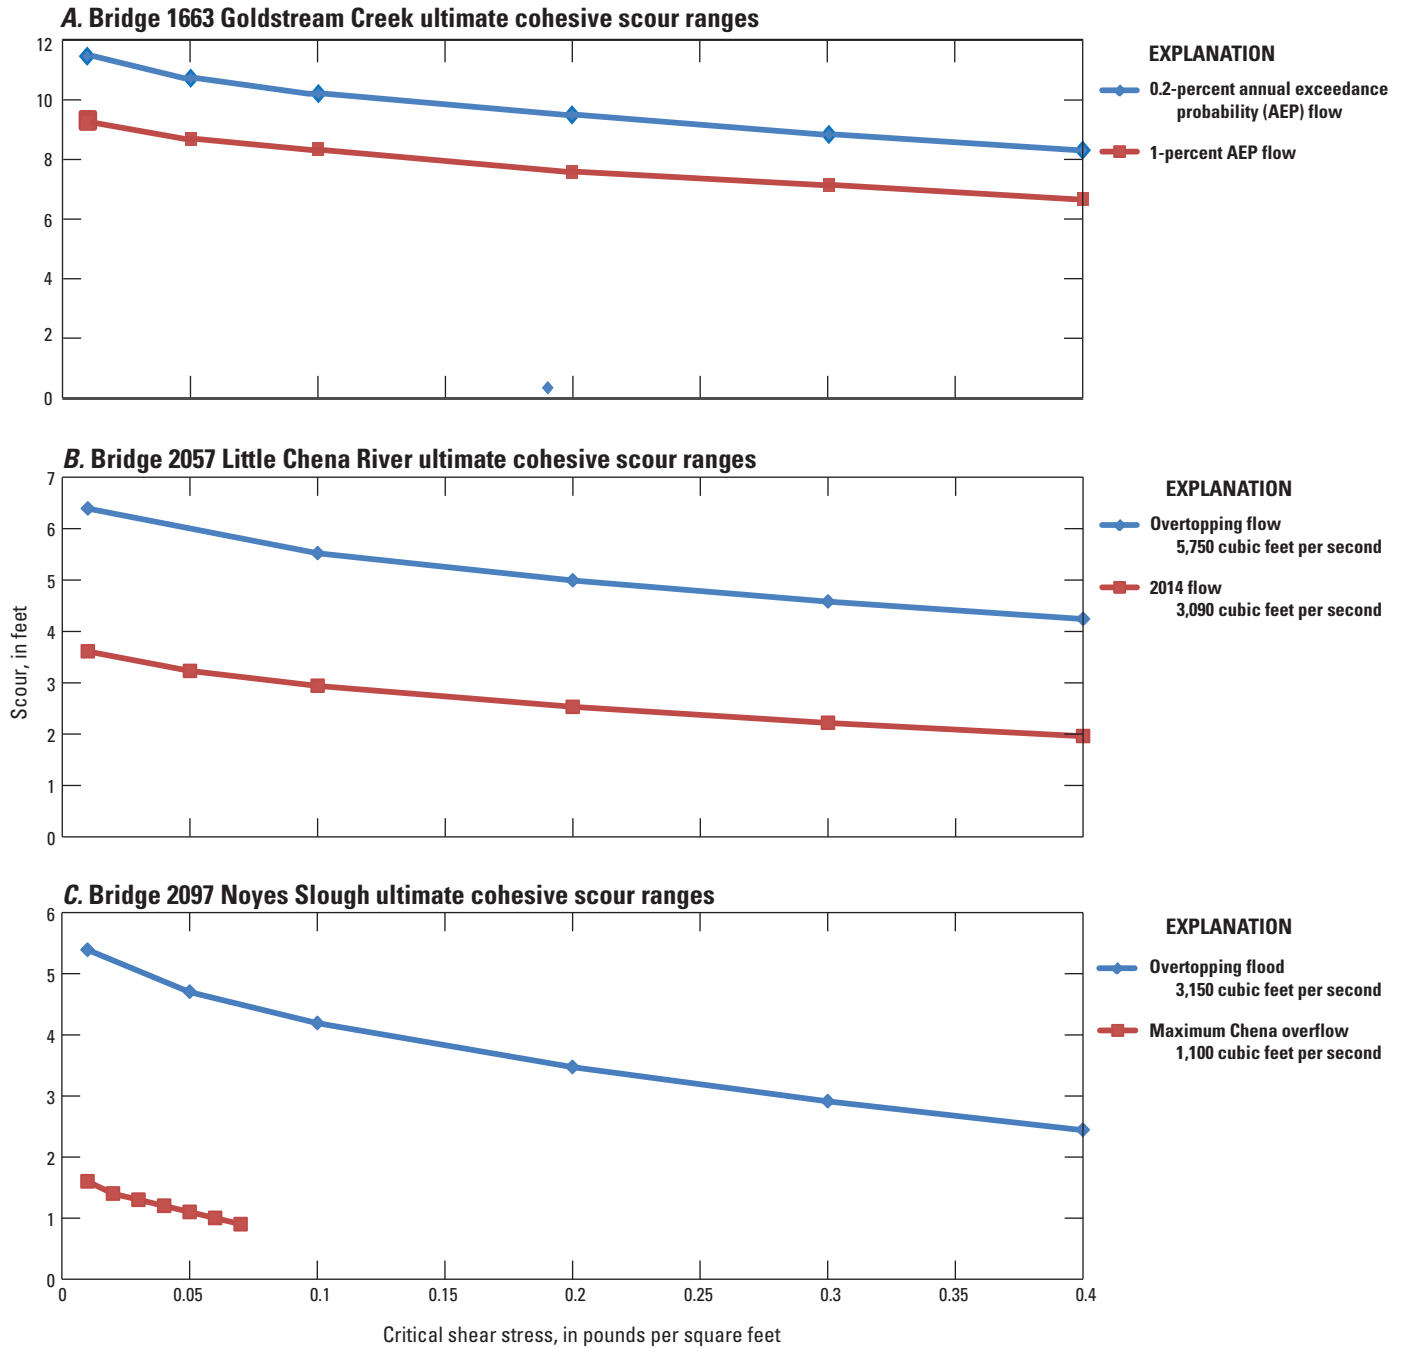 A. Bridge 1663 Goldstream Creek ultimate cohesive scour ranges
12
10
8
6
4
2
0
EXPLANATION
0.2-percent annual exceedance
probability (AEP) flow
1-percent AEP flow
B. Bridge 2057 Little Chena River ultimate cohesive scour ranges
7
6
5
4
3
2
1
0
Scour, in feet
EXPLANATION
Overtopping flow
5,750 cubic feet per second
2014 flow
3,090 cubic feet per second
C. Bridge 2097 Noyes Slough ultimate cohesive scour ranges
6
5
4
3
2
1
0
EXPLANATION
Overtopping flood
3,150 cubic feet per second
Maximum Chena overflow
1,100 cubic feet per second
0 0.05 0.1 0.15 0.2 0.25 0.3 0.35 0.4
Critical shear stress, in pounds per square feet